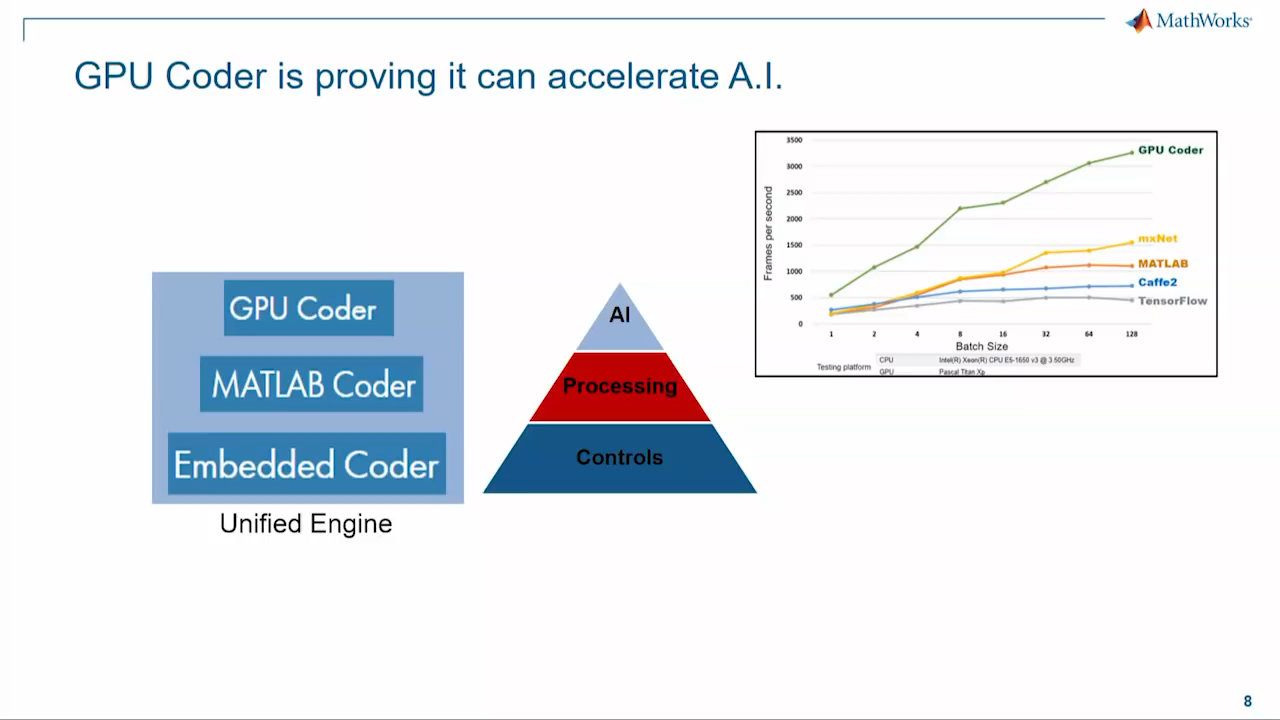 MathWorks
GPU Coder is proving it can accelerate A.I.
GPU Coder
MATLAB Coder
Embedded Coder
Unified Engine
AI
Processing
Controls
3500
3000
2500
2000
1500
1000
500
0
Frames per second
GPU Coder
mxNet
MATLAB
Caffe2
TensorFlow
1 2 4 8 16 32 64 128
Batch Size
Testing platform
CPU Intel(R) Xeon(R) CPU E5-1650 v3 @ 3.50GHz
GPU Pascal Titan Xp
8